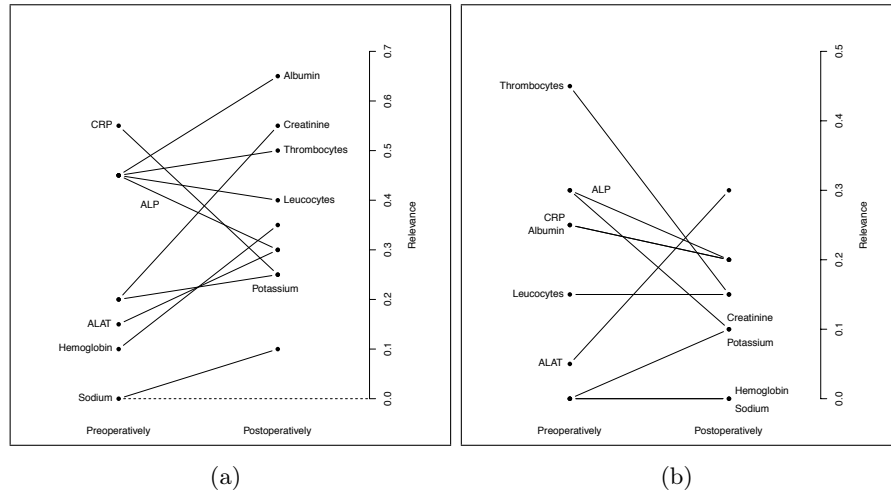 0.0 0.1 0.2 0.3 0.4 0.5 0.6 0.7
Relevance
Albumin
CRP
Creatinine
Thrombocytes
ALP
Leucocytes
Potassium
ALAT
Hemoglobin
Sodium
Preoperatively Postoperatively
(a)
0.0 0.1 0.2 0.3 0.4 0.5
Relevance
Thrombocytes
ALP
CRP
Albumin
Leucocytes
Creatinine
Potassium
ALAT
Hemoglobin
Sodium
Preoperatively Postoperatively
(b)